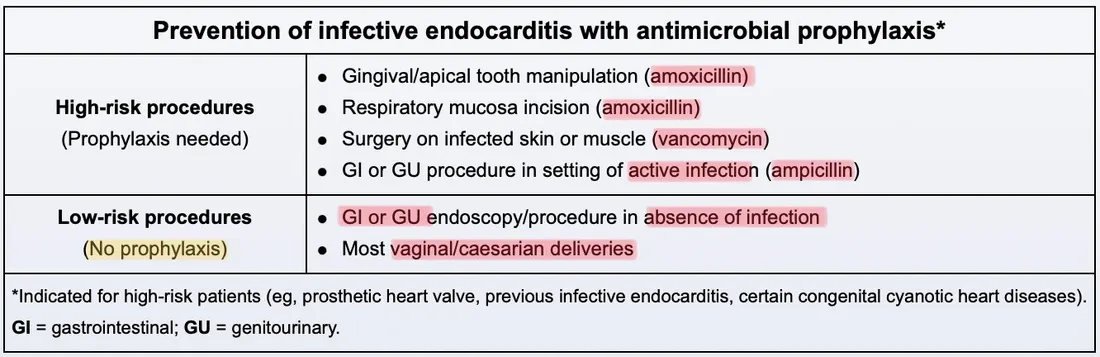 Prevention of infective endocarditis with antimicrobial prophylaxis*
High-risk procedures
(Prophylaxis needed)
• Gingival/apical tooth manipulation (amoxicillin)
• Respiratory mucosa incision (amoxicillin)
• Surgery on infected skin or muscle (vancomycin)
• GI or GU procedure in setting of active infection (ampicillin)
Low-risk procedures
(No prophylaxis)
• GI or GU endoscopy/procedure in absence of infection
• Most vaginal/caesarian deliveries
*Indicated for high-risk patients (eg, prosthetic heart valve, previous infective endocarditis, certain congenital cyanotic heart diseases).
GI = gastrointestinal; GU = genitourinary.